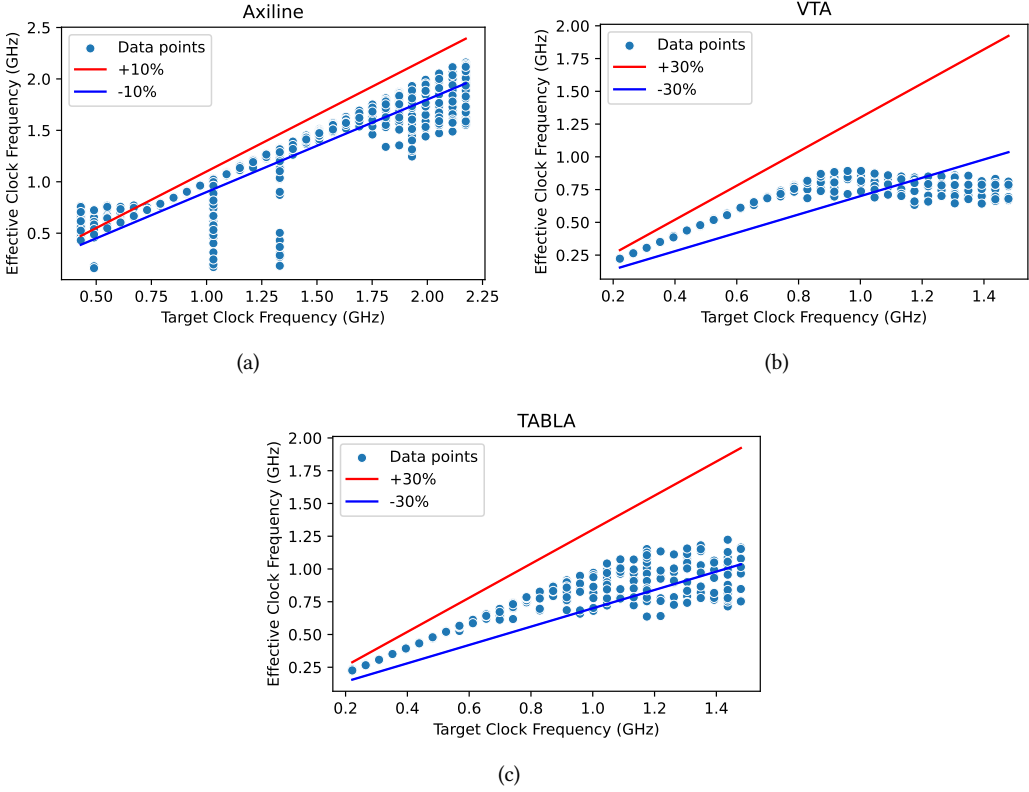 Axiline
Effective Clock Frequency (GHz)
2.5
2.0
1.5
1.0
0.5
Data points
+10%
-10%
0.50 0.75 1.00 1.25 1.50 1.75 2.00 2.25
Target Clock Frequency (GHz)
(a)
VTA
Effective Clock Frequency (GHz)
2.00
1.75
1.50
1.25
1.00
0.75
0.50
0.25
Data points
+30%
-30%
0.2 0.4 0.6 0.8 1.0 1.2 1.4
Target Clock Frequency (GHz)
(b)
TABLA
Effective Clock Frequency (GHz)
2.00
1.75
1.50
1.25
1.00
0.75
0.50
0.25
Data points
+30%
-30%
0.2 0.4 0.6 0.8 1.0 1.2 1.4
Target Clock Frequency (GHz)
(c)